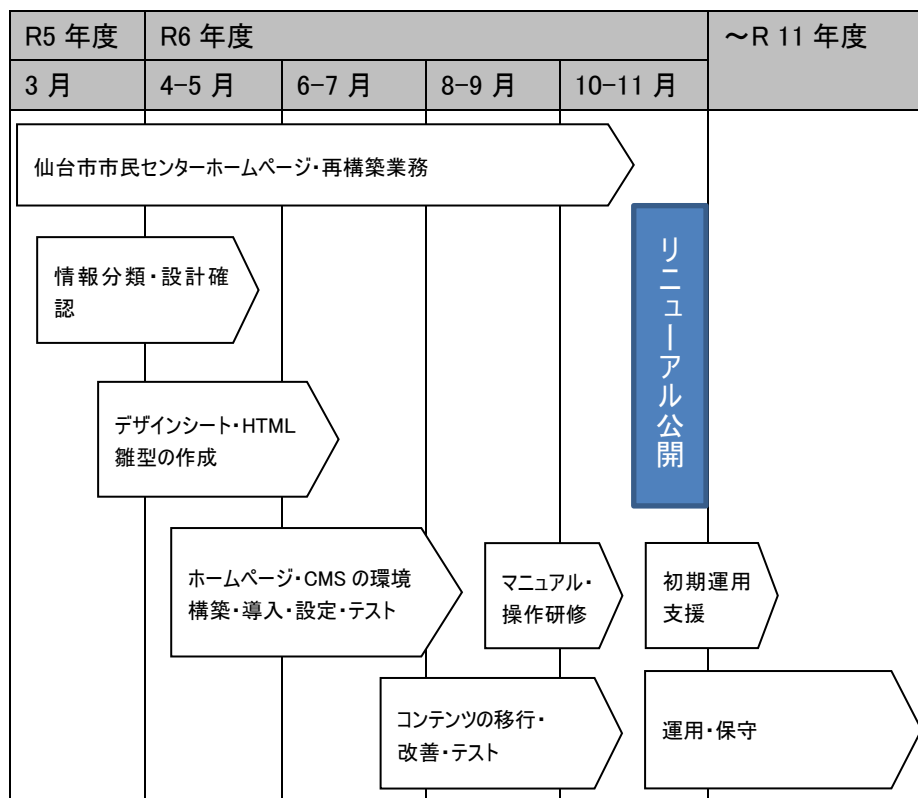 R5 年度
R6 年度
～R 11 年度
3 月
4-5 月
6-7 月
8-9 月
10-11 月
仙台市市民センターホームページ・再構築業務
リニューアル公開
情報分類・設計確
認
デザインシート・HTML
雛型の作成
ホームページ・CMS の環境
構築・導入・設定・テスト
マニュアル・
操作研修
初期運用
支援
コンテンツの移行・
改善・テスト
運用・保守